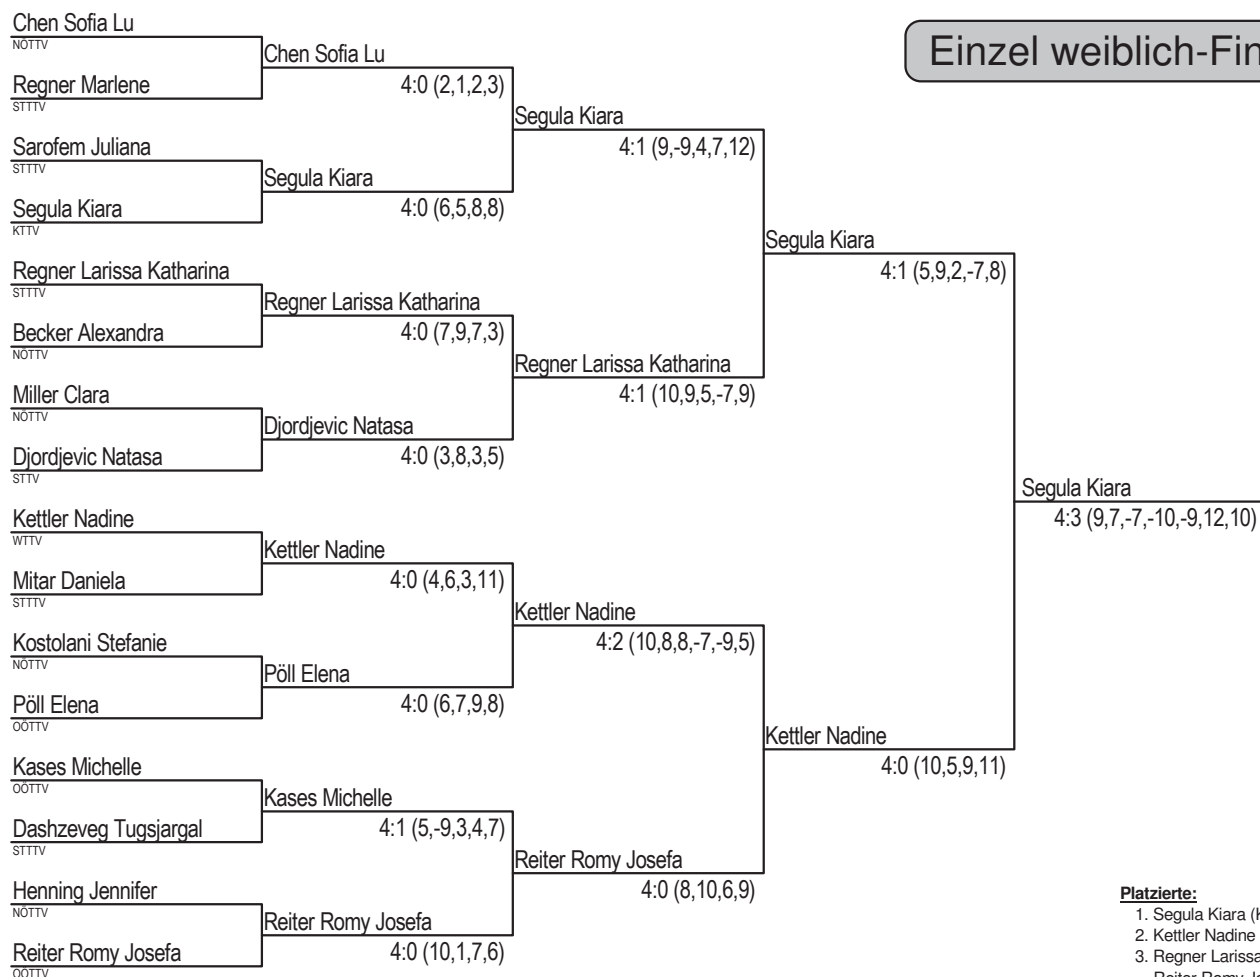 Einzel weiblich-Fin
Chen Sofia Lu
NÖTTV
Regner Marlene
STTTV
Sarofem Juliana
STTTV
Segula Kiara
KTTV
Regner Larissa Katharina
STTTV
Becker Alexandra
NÖTTV
Miller Clara
NÖTTV
Djordjevic Natasa
STTV
Kettler Nadine
WTTV
Mitar Daniela
STTTV
Kostolani Stefanie
NÖTTV
Pöll Elena
OÖTTV
Kases Michelle
OÖTTV
Dashzeveg Tugsjargal
STTTV
Henning Jennifer
NÖTTV
Reiter Romy Josefa
OÖTTV
Chen Sofia Lu
4:0 (2,1,2,3)
Segula Kiara
4:0 (6,5,8,8)
Regner Larissa Katharina
4:0 (7,9,7,3)
Djordjevic Natasa
4:0 (3,8,3,5)
Kettler Nadine
4:0 (4,6,3,11)
Pöll Elena
4:0 (6,7,9,8)
Kases Michelle
4:1 (5,-9,3,4,7)
Reiter Romy Josefa
4:0 (10,1,7,6)
Segula Kiara
4:1 (9,-9,4,7,12)
Regner Larissa Katharina
4:1 (10,9,5,-7,9)
Kettler Nadine
4:2 (10,8,8,-7,-9,5)
Reiter Romy Josefa
4:0 (8,10,6,9)
Segula Kiara
4:1 (5,9,2,-7,8)
Kettler Nadine
4:0 (10,5,9,11)
Segula Kiara
4:3 (9,7,-7,-10,-9,12,10)
Platzierte:
1. Segula Kiara (
2. Kettler Nadine
3. Regner Larissa